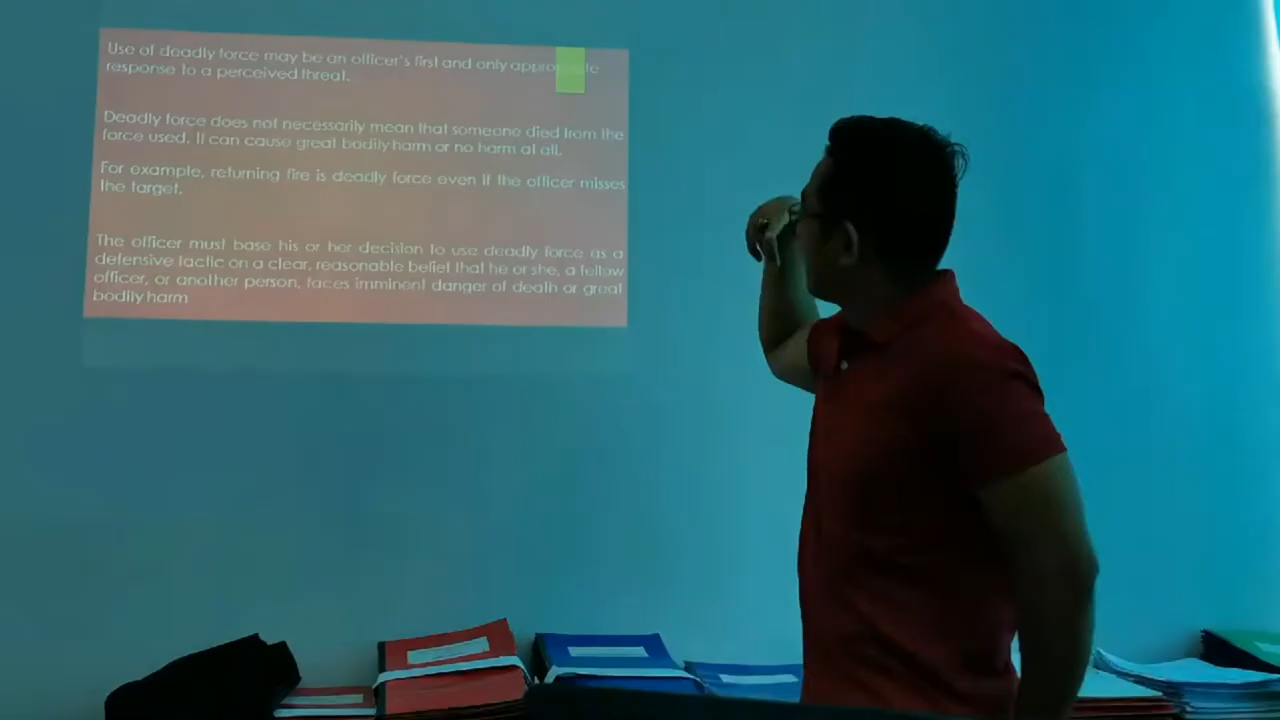 Use of deadly force may be an officer's first and only
response to a perceived threat.
Deadly force does not necessarily mean that someone died from the
force used. It can cause great bodily harm or no harm at all.
For example, returning fire is deadly force even if the officer misses
the target.
The officer must base his or her decision to use deadly force as a
defensive tactic on a clear, reasonable belief that he or she, a fellow
officer, or another person, faces imminent danger of death or great
bodily harm